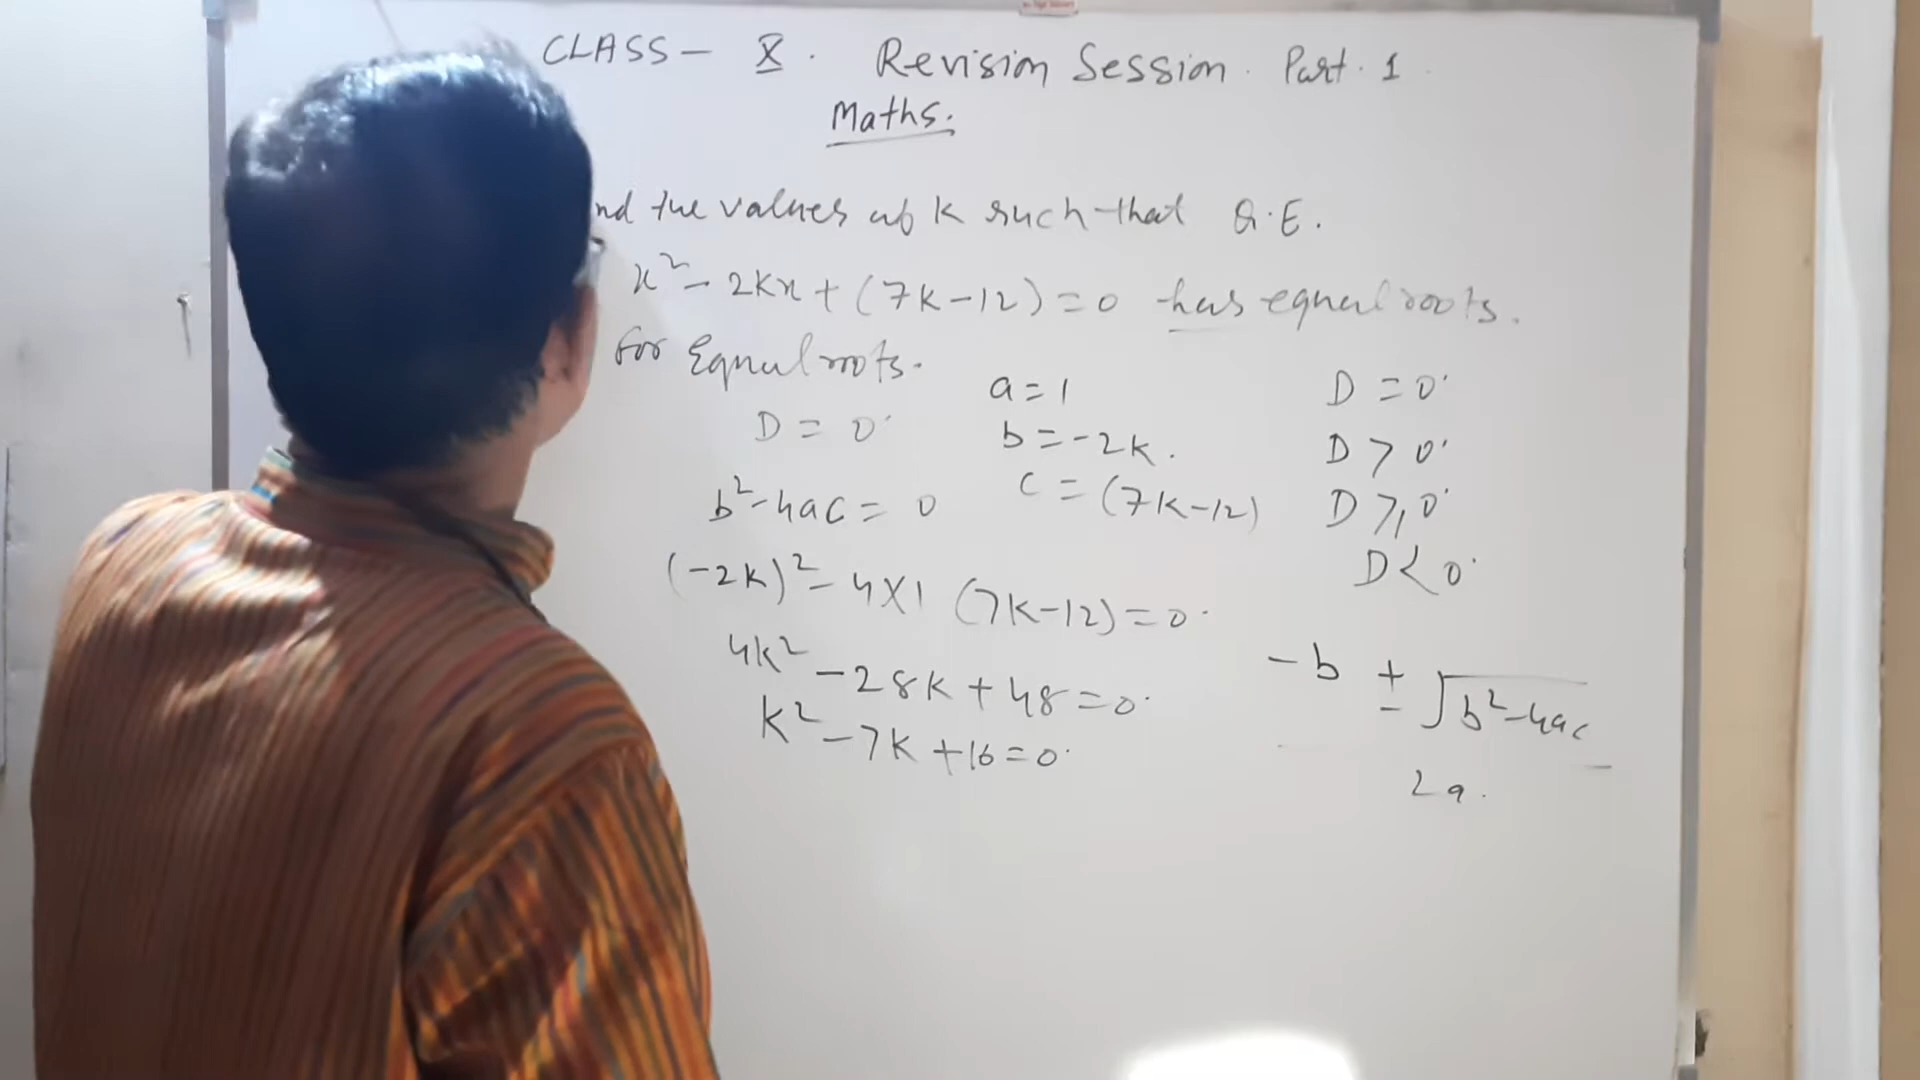 CLASS - X. Revision Session. Part. 1
Maths.
nd the values of K such that Q.E.
x² - 2Kx + (7K-12) = 0 has equal roots.
For Equal roots.
D = 0
b² - 4ac = 0
a = 1
b = -2K.
c = (7K-12)
D = 0
D > 0
D ≥ 0
D < 0
(-2K)² - 4X1 (7K-12) = 0
4K² - 28K + 48 = 0
K² - 7K + 16 = 0
-b ± √b²-4ac
2a.